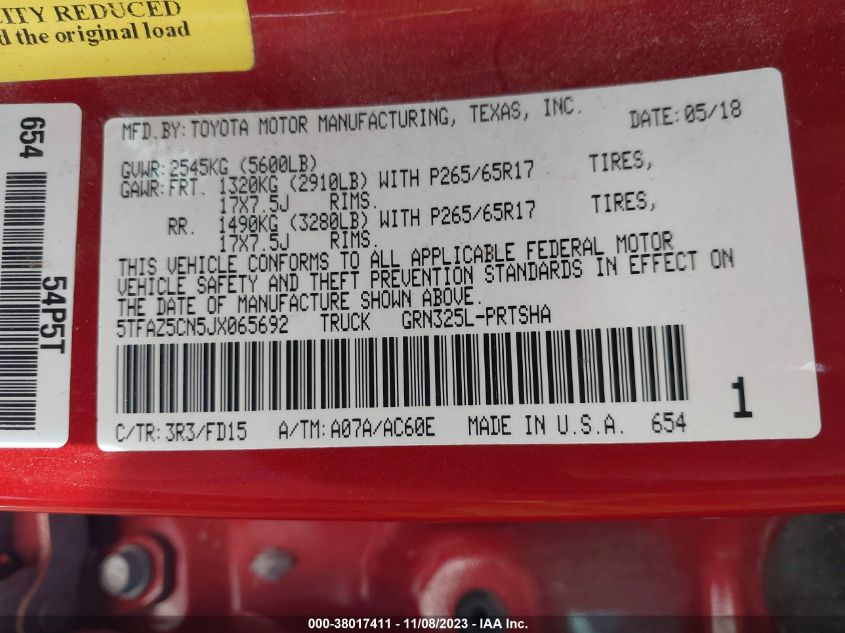 CITY REDUCED
d the original load
654
54P5T
MFD.BY: TOYOTA MOTOR MANUFACTURING, TEXAS, INC. DATE: 05/18
GVWR: 2545KG (5600LB)
GAWR: FRT. 1320KG (2910LB) WITH P265/65R17 TIRES,
17X7.5J RIMS.
RR. 1490KG (3280LB) WITH P265/65R17 TIRES,
17X7.5J RIMS.
THIS VEHICLE CONFORMS TO ALL APPLICABLE FEDERAL MOTOR
VEHICLE SAFETY AND THEFT PREVENTION STANDARDS IN EFFECT ON
THE DATE OF MANUFACTURE SHOWN ABOVE.
5TFAZ5CN5JX065692 TRUCK GRN325L-PRTSHA
1
C/TR: 3R3/FD15 A/TM: A07A/AC60E MADE IN U.S.A. 654
000-38017411 - 11/08/2023 - IAA Inc.